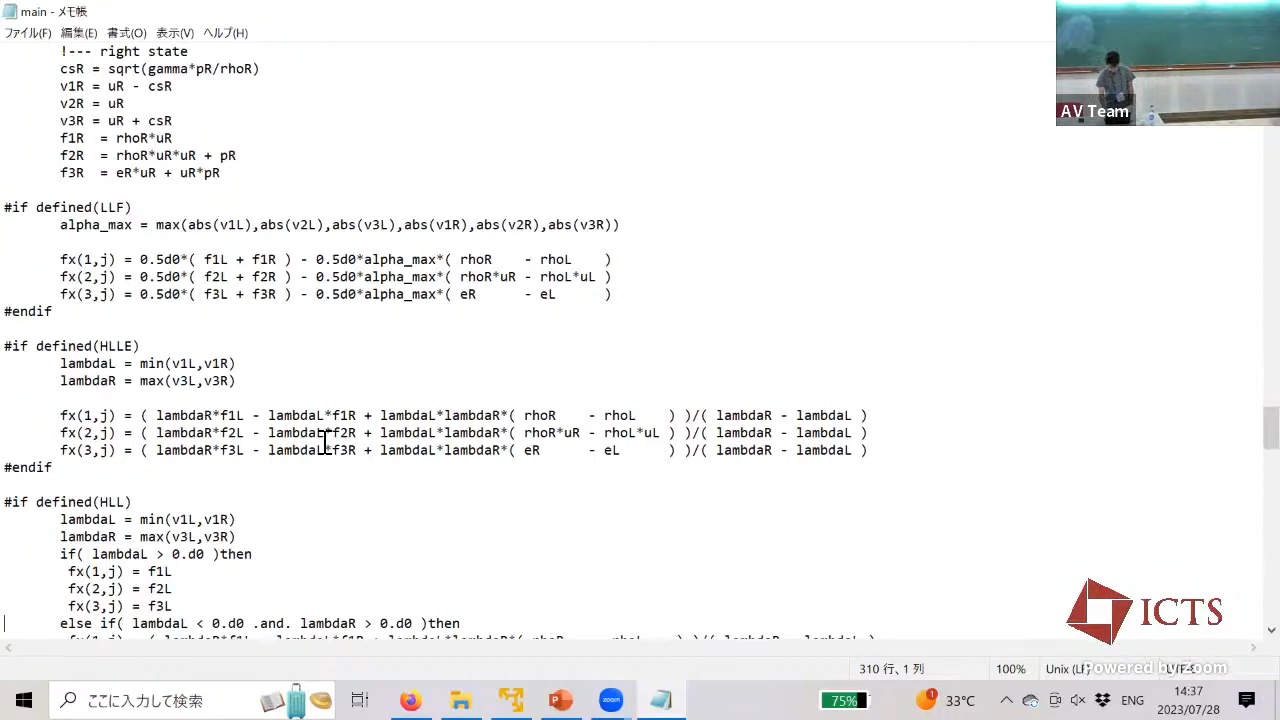 main - メモ帳
ファイル(F) 編集(E) 書式(O) 表示(V) ヘルプ(H)
!--- right state
csR = sqrt(gamma*pR/rhoR)
v1R = uR - csR
v2R = uR
v3R = uR + csR
f1R  = rhoR*uR
f2R  = rhoR*uR*uR + pR
f3R  = eR*uR + uR*pR
#if defined(LLF)
alpha_max = max(abs(v1L),abs(v2L),abs(v3L),abs(v1R),abs(v2R),abs(v3R))
fx(1,j) = 0.5d0*( f1L + f1R ) - 0.5d0*alpha_max*( rhoR    - rhoL    )
fx(2,j) = 0.5d0*( f2L + f2R ) - 0.5d0*alpha_max*( rhoR*uR - rhoL*uL )
fx(3,j) = 0.5d0*( f3L + f3R ) - 0.5d0*alpha_max*( eR      - eL      )
#endif
#if defined(HLLE)
lambdaL = min(v1L,v1R)
lambdaR = max(v3L,v3R)
fx(1,j) = ( lambdaR*f1L - lambdaL*f1R + lambdaL*lambdaR*( rhoR    - rhoL    ) )/( lambdaR - lambdaL )
fx(2,j) = ( lambdaR*f2L - lambdaL*f2R + lambdaL*lambdaR*( rhoR*uR - rhoL*uL ) )/( lambdaR - lambdaL )
fx(3,j) = ( lambdaR*f3L - lambdaL*f3R + lambdaL*lambdaR*( eR      - eL      ) )/( lambdaR - lambdaL )
#endif
#if defined(HLL)
lambdaL = min(v1L,v1R)
lambdaR = max(v3L,v3R)
if( lambdaL > 0.d0 )then
fx(1,j) = f1L
fx(2,j) = f2L
fx(3,j) = f3L
else if( lambdaL < 0.d0 .and. lambdaR > 0.d0 )then
AV Team
ICTS
310 行, 1 列 100% Unix (LF) UTF-8
Powered by Zoom
ここに入力して検索 zoom 75% 1 33°C ENG 14:37
2023/07/28